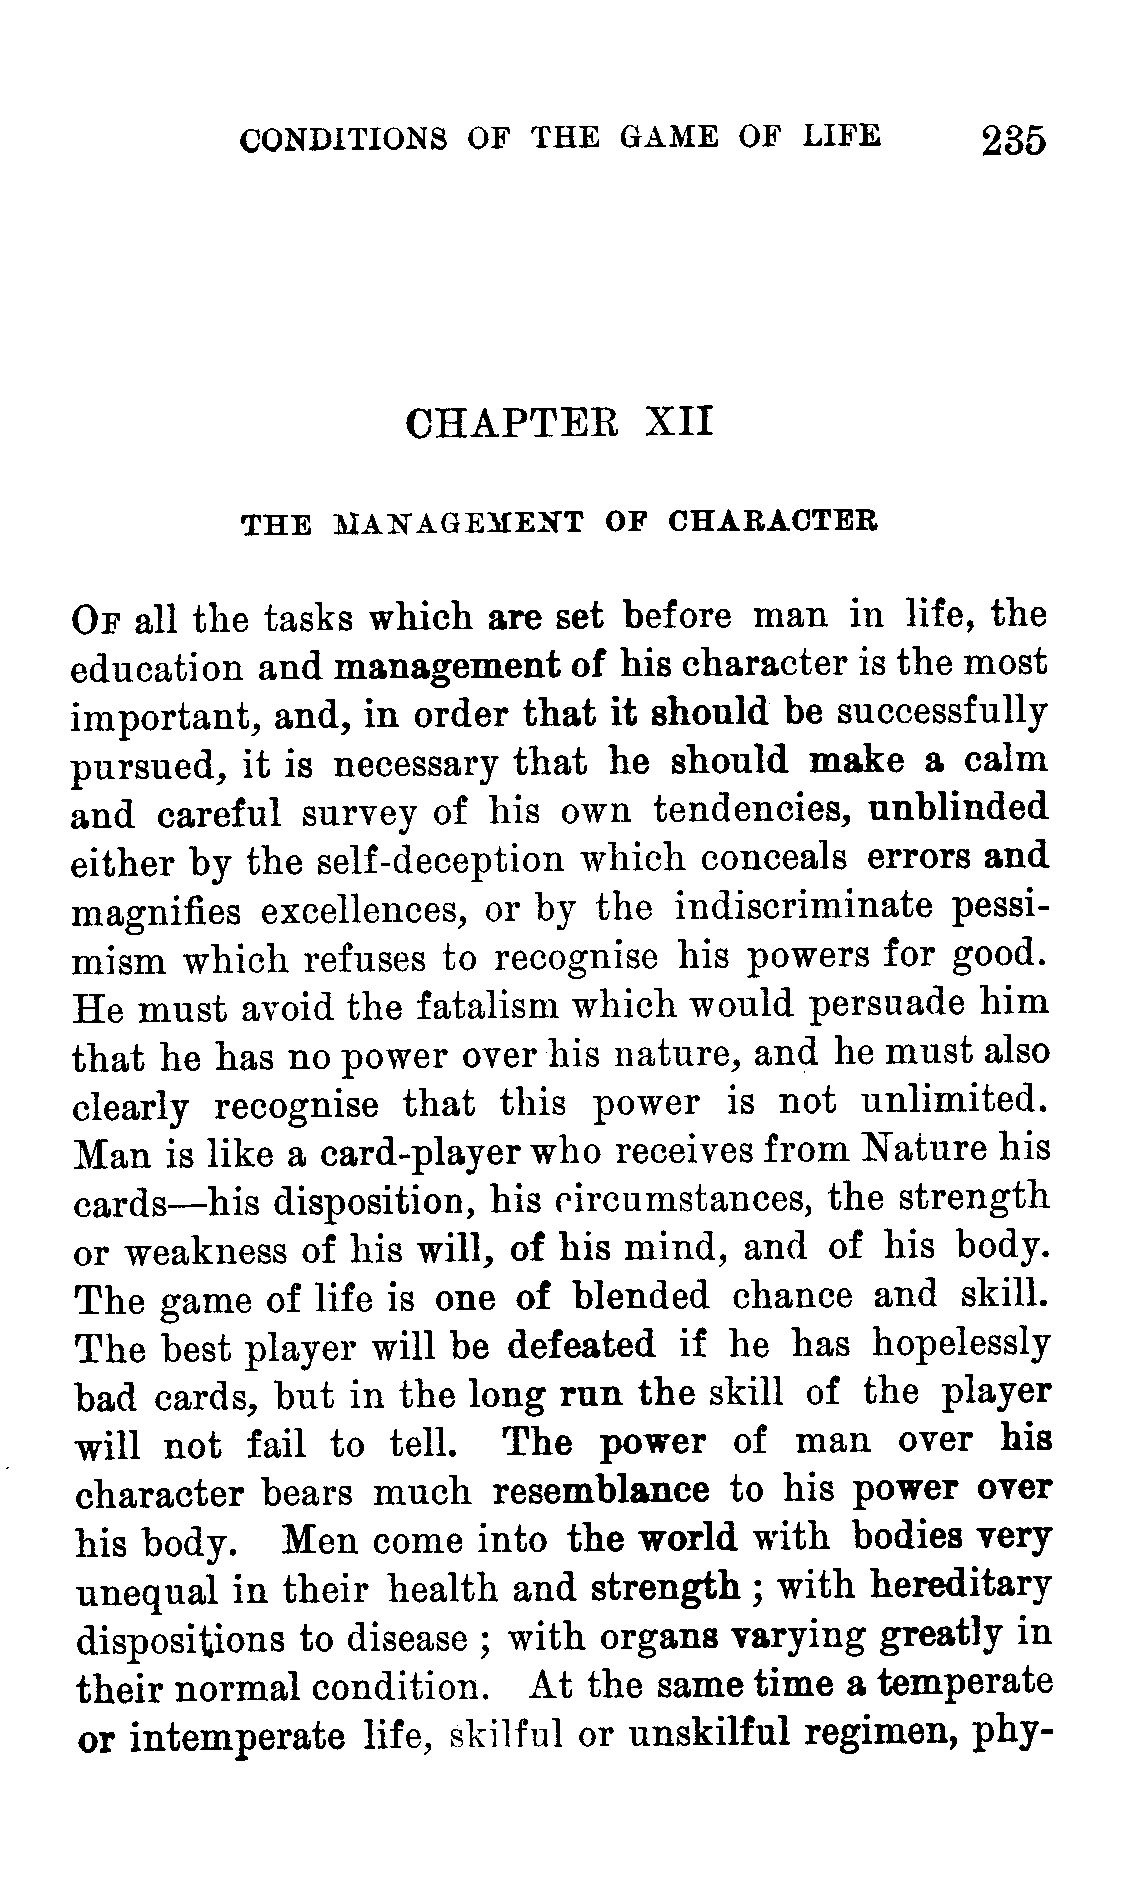 CONDITIONS OF THE GAME OF LIFE 235
CHAPTER XII
THE MANAGEMENT OF CHARACTER
OF all the tasks which are set before man in life, the
education and management of his character is the most
important, and, in order that it should be successfully
pursued, it is necessary that he should make a calm
and careful survey of his own tendencies, unblinded
either by the self-deception which conceals errors and
magnifies excellences, or by the indiscriminate pessi-
mism which refuses to recognise his powers for good.
He must avoid the fatalism which would persuade him
that he has no power over his nature, and he must also
clearly recognise that this power is not unlimited.
Man is like a card-player who receives from Nature his
cards—his disposition, his circumstances, the strength
or weakness of his will, of his mind, and of his body.
The game of life is one of blended chance and skill.
The best player will be defeated if he has hopelessly
bad cards, but in the long run the skill of the player
will not fail to tell. The power of man over his
character bears much resemblance to his power over
his body. Men come into the world with bodies very
unequal in their health and strength ; with hereditary
dispositions to disease ; with organs varying greatly in
their normal condition. At the same time a temperate
or intemperate life, skilful or unskilful regimen, phy-